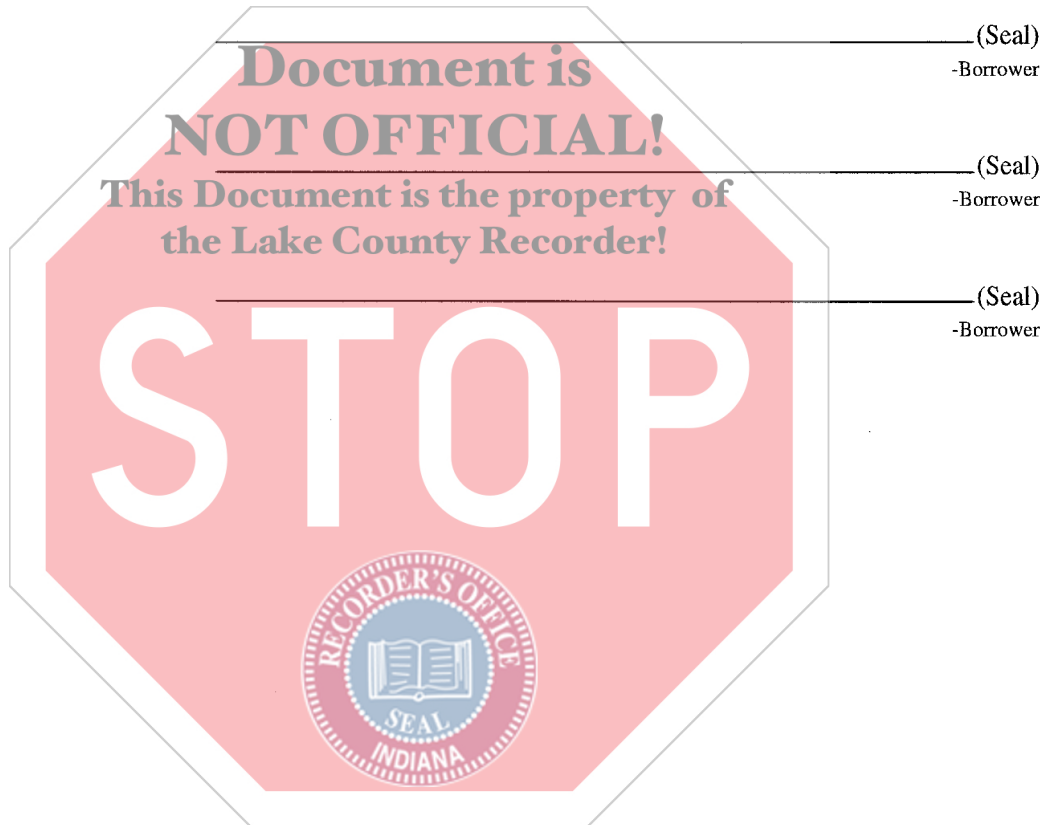 (Seal)
-Borrower
Document is
NOT OFFICIAL!
(Seal)
-Borrower
This Document is the property of
the Lake County Recorder!
(Seal)
-Borrower
STOP
RECORDER'S OFFICE
SEAL
INDIANA